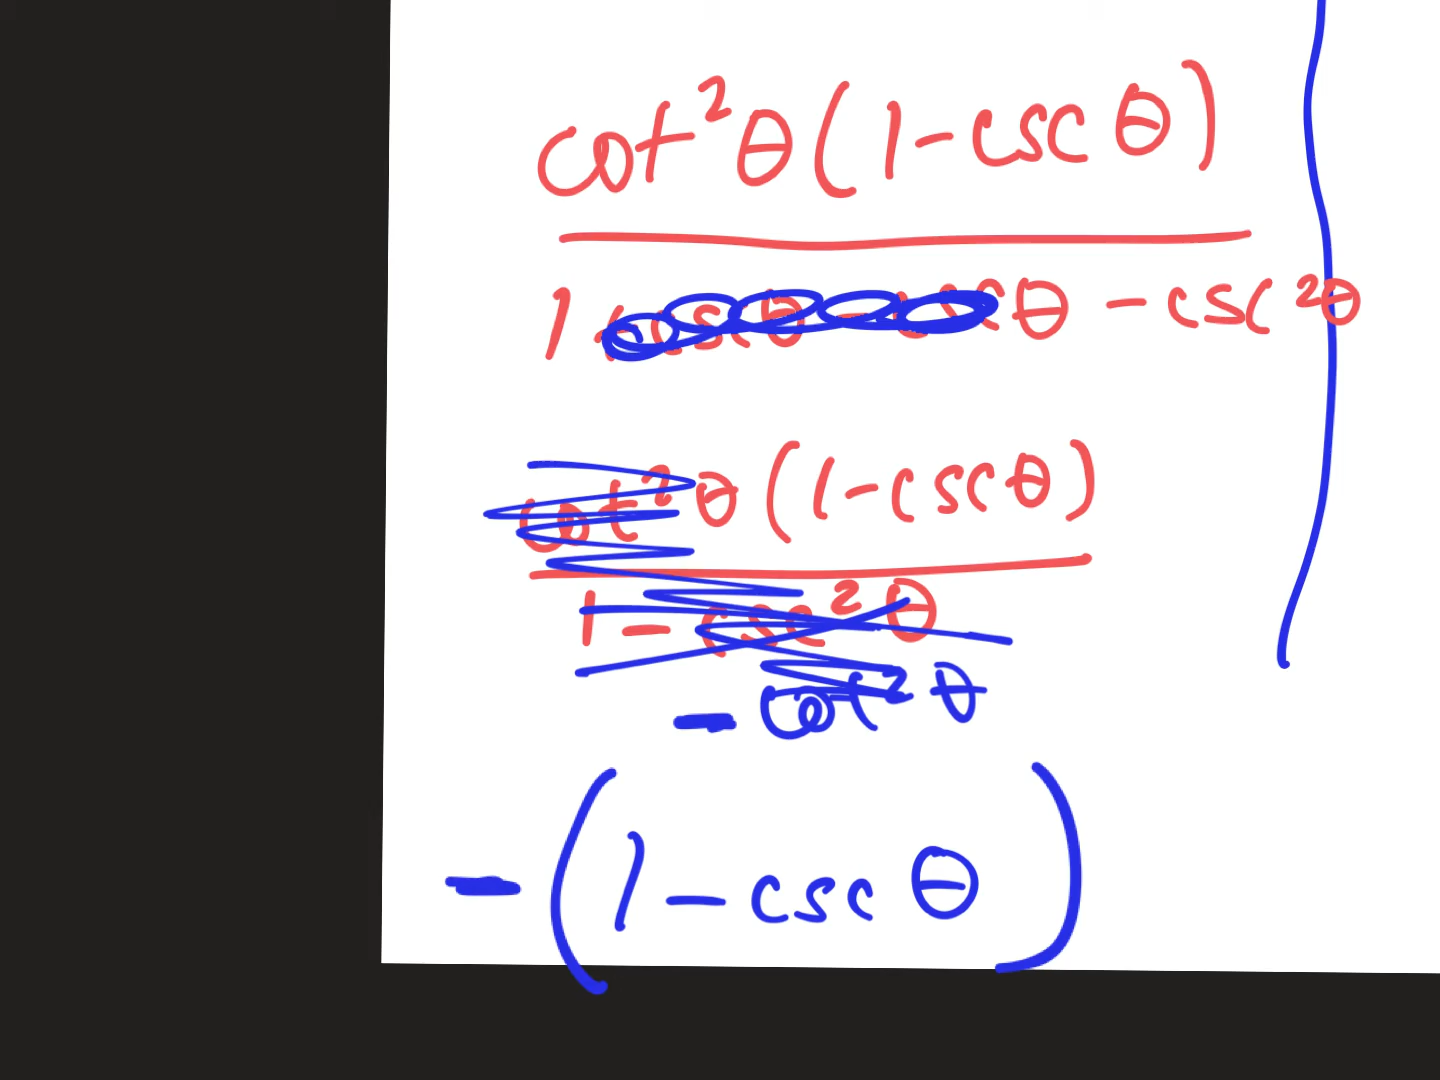 cot²θ(1-cscθ)
1 + cscθ - cscθ - csc²θ
cot²θ(1-cscθ)
1 - csc²θ
- cot²θ
-(1 - cscθ)